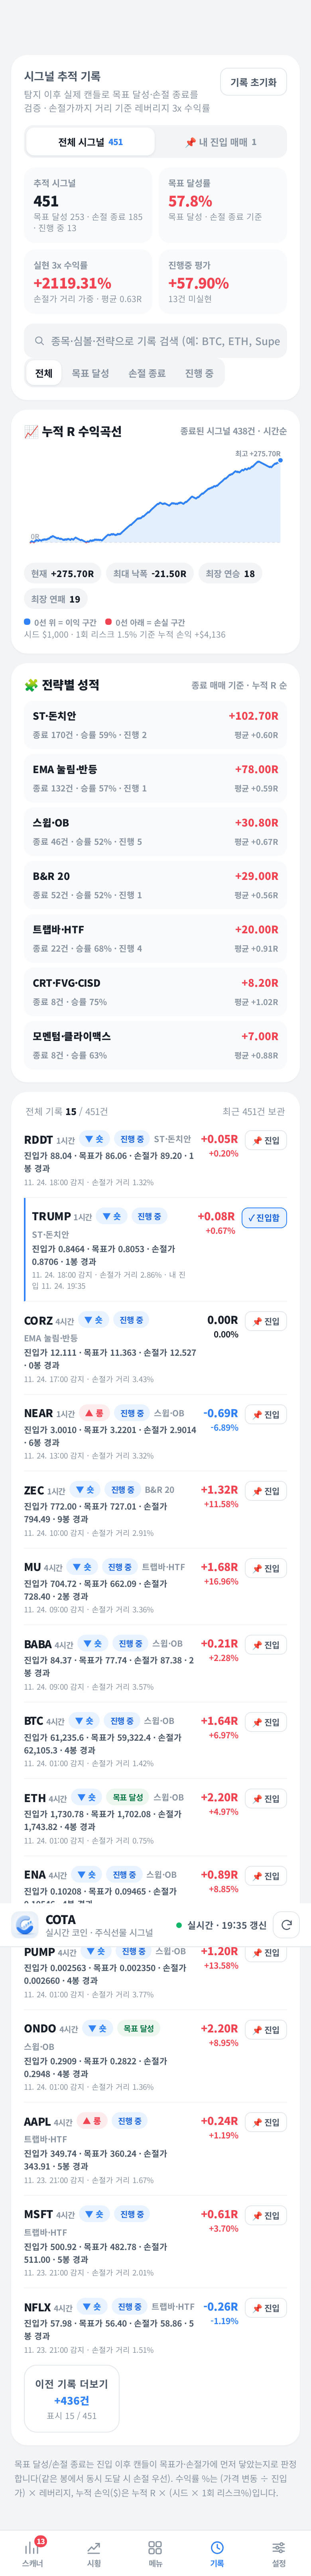 시그널 추적 기록
탐지 이후 실제 캔들로 목표 달성·손절 종료를
검증 · 손절가까지 거리 기준 레버리지 3x 수익률
기록 초기화
전체 시그널 451
📌 내 진입 매매 1
추적 시그널
451
목표 달성 253 · 손절 종료 185
· 진행 중 13
목표 달성률
57.8%
목표 달성 · 손절 종료 기준
실현 3x 수익률
+2119.31%
손절가 거리 가중 · 평균 0.63R
진행중 평가
+57.90%
13건 미실현
종목·심볼·전략으로 기록 검색 (예: BTC, ETH, Supe
전체
목표 달성
손절 종료
진행 중
📈 누적 R 수익곡선
종료된 시그널 438건 · 시간순
최고 +275.70R
0R
현재 +275.70R
최대 낙폭 -21.50R
최장 연승 18
최장 연패 19
0선 위 = 이익 구간
0선 아래 = 손실 구간
시드 $1,000 · 1회 리스크 1.5% 기준 누적 손익 +$4,136
🧩 전략별 성적
종료 매매 기준 · 누적 R 순
ST·돈치안
+102.70R
종료 170건 · 승률 59% · 진행 2
평균 +0.60R
EMA 눌림·반등
+78.00R
종료 132건 · 승률 57% · 진행 1
평균 +0.59R
스윕·OB
+30.80R
종료 46건 · 승률 52% · 진행 5
평균 +0.67R
B&R 20
+29.00R
종료 52건 · 승률 52% · 진행 1
평균 +0.56R
트랩바·HTF
+20.00R
종료 22건 · 승률 68% · 진행 4
평균 +0.91R
CRT·FVG·CISD
+8.20R
종료 8건 · 승률 75%
평균 +1.02R
모멘텀·클라이맥스
+7.00R
종료 8건 · 승률 63%
평균 +0.88R
전체 기록 15 / 451건
최근 451건 보관
RDDT 1시간 ▼ 숏 진행 중 ST·돈치안
+0.05R
+0.20%
📌 진입
진입가 88.04 · 목표가 86.06 · 손절가 89.20 · 1
봉 경과
11. 24. 18:00 감지 · 손절가 거리 1.32%
TRUMP 1시간 ▼ 숏 진행 중
+0.08R
+0.67%
✓ 진입함
ST·돈치안
진입가 0.8464 · 목표가 0.8053 · 손절가
0.8706 · 1봉 경과
11. 24. 18:00 감지 · 손절가 거리 2.86% · 내 진
입 11. 24. 19:35
CORZ 4시간 ▼ 숏 진행 중
0.00R
0.00%
📌 진입
EMA 눌림·반등
진입가 12.111 · 목표가 11.363 · 손절가 12.527
· 0봉 경과
11. 24. 17:00 감지 · 손절가 거리 3.43%
NEAR 1시간 ▲ 롱 진행 중 스윕·OB
-0.69R
-6.89%
📌 진입
진입가 3.0010 · 목표가 3.2201 · 손절가 2.9014
· 6봉 경과
11. 24. 13:00 감지 · 손절가 거리 3.32%
ZEC 1시간 ▼ 숏 진행 중 B&R 20
+1.32R
+11.58%
📌 진입
진입가 772.00 · 목표가 727.01 · 손절가
794.49 · 9봉 경과
11. 24. 10:00 감지 · 손절가 거리 2.91%
MU 4시간 ▼ 숏 진행 중 트랩바·HTF
+1.68R
+16.96%
📌 진입
진입가 704.72 · 목표가 662.09 · 손절가
728.40 · 2봉 경과
11. 24. 09:00 감지 · 손절가 거리 3.36%
BABA 4시간 ▼ 숏 진행 중 스윕·OB
+0.21R
+2.28%
📌 진입
진입가 84.37 · 목표가 77.74 · 손절가 87.38 · 2
봉 경과
11. 24. 09:00 감지 · 손절가 거리 3.57%
BTC 4시간 ▼ 숏 진행 중 스윕·OB
+1.64R
+6.97%
📌 진입
진입가 61,235.6 · 목표가 59,322.4 · 손절가
62,105.3 · 4봉 경과
11. 24. 01:00 감지 · 손절가 거리 1.42%
ETH 4시간 ▼ 숏 목표 달성 스윕·OB
+2.20R
+4.97%
📌 진입
진입가 1,730.78 · 목표가 1,702.08 · 손절가
1,743.82 · 4봉 경과
11. 24. 01:00 감지 · 손절가 거리 0.75%
ENA 4시간 ▼ 숏 진행 중 스윕·OB
+0.89R
+8.85%
📌 진입
진입가 0.10208 · 목표가 0.09465 · 손절가
COTA
실시간 코인 · 주식선물 시그널
실시간 · 19:35 갱신
PUMP 4시간 ▼ 숏 진행 중 스윕·OB
+1.20R
+13.58%
📌 진입
진입가 0.002563 · 목표가 0.002350 · 손절가
0.002660 · 4봉 경과
11. 24. 01:00 감지 · 손절가 거리 3.77%
ONDO 4시간 ▼ 숏 목표 달성
+2.20R
+8.95%
📌 진입
스윕·OB
진입가 0.2909 · 목표가 0.2822 · 손절가
0.2948 · 4봉 경과
11. 24. 01:00 감지 · 손절가 거리 1.36%
AAPL 4시간 ▲ 롱 진행 중
+0.24R
+1.19%
📌 진입
트랩바·HTF
진입가 349.74 · 목표가 360.24 · 손절가
343.91 · 5봉 경과
11. 23. 21:00 감지 · 손절가 거리 1.67%
MSFT 4시간 ▼ 숏 진행 중
+0.61R
+3.70%
📌 진입
트랩바·HTF
진입가 500.92 · 목표가 482.78 · 손절가
511.00 · 5봉 경과
11. 23. 21:00 감지 · 손절가 거리 2.01%
NFLX 4시간 ▼ 숏 진행 중 트랩바·HTF
-0.26R
-1.19%
📌 진입
진입가 57.98 · 목표가 56.40 · 손절가 58.86 · 5
봉 경과
11. 23. 21:00 감지 · 손절가 거리 1.51%
이전 기록 더보기
+436건
표시 15 / 451
목표 달성/손절 종료는 진입 이후 캔들이 목표가·손절가에 먼저 닿았는지로 판정
합니다(같은 봉에서 동시 도달 시 손절 우선). 수익률 %는 (가격 변동 ÷ 진입
가) × 레버리지, 누적 손익($)은 누적 R × (시드 × 1회 리스크%)입니다.
13
스캐너
시황
메뉴
기록
설정